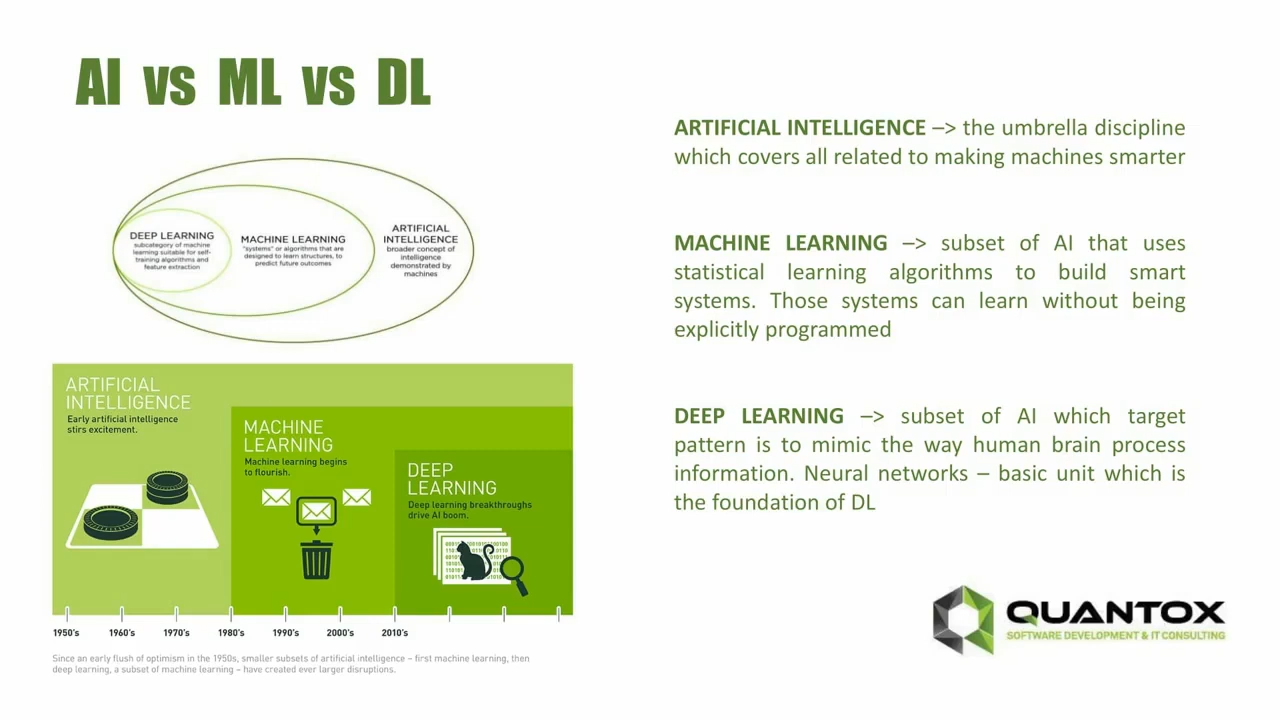 AI vs ML vs DL
DEEP LEARNING
subcategory of machine
learning suitable for self-
training algorithms and
feature extraction
MACHINE LEARNING
"systems" or algorithms that are
designed to learn structures, to
predict future outcomes
ARTIFICIAL
INTELLIGENCE
broader concept of
intelligence
demonstrated by
machines
ARTIFICIAL
INTELLIGENCE
Early artificial intelligence
stirs excitement.
MACHINE
LEARNING
Machine learning begins
to flourish.
DEEP
LEARNING
Deep learning breakthroughs
drive AI boom.
1950's 1960's 1970's 1980's 1990's 2000's 2010's
Since an early flush of optimism in the 1950s, smaller subsets of artificial intelligence – first machine learning, then
deep learning, a subset of machine learning – have created ever larger disruptions.
ARTIFICIAL INTELLIGENCE –> the umbrella discipline
which covers all related to making machines smarter
MACHINE LEARNING –> subset of AI that uses
statistical learning algorithms to build smart
systems. Those systems can learn without being
explicitly programmed
DEEP LEARNING –> subset of AI which target
pattern is to mimic the way human brain process
information. Neural networks – basic unit which is
the foundation of DL
QUANTOX
SOFTWARE DEVELOPMENT & IT CONSULTING